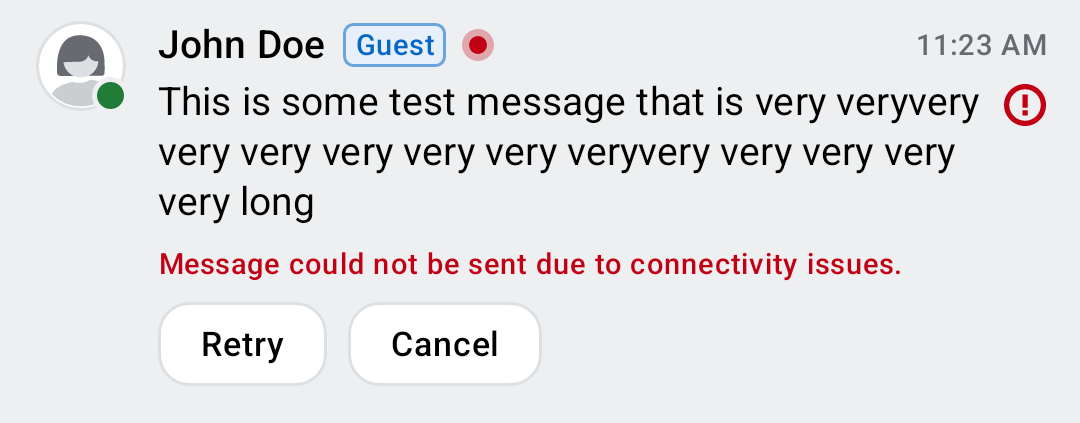 John Doe Guest 11:23 AM
This is some test message that is very veryvery
very very very very very veryvery very very very
very long
Message could not be sent due to connectivity issues.
Retry Cancel